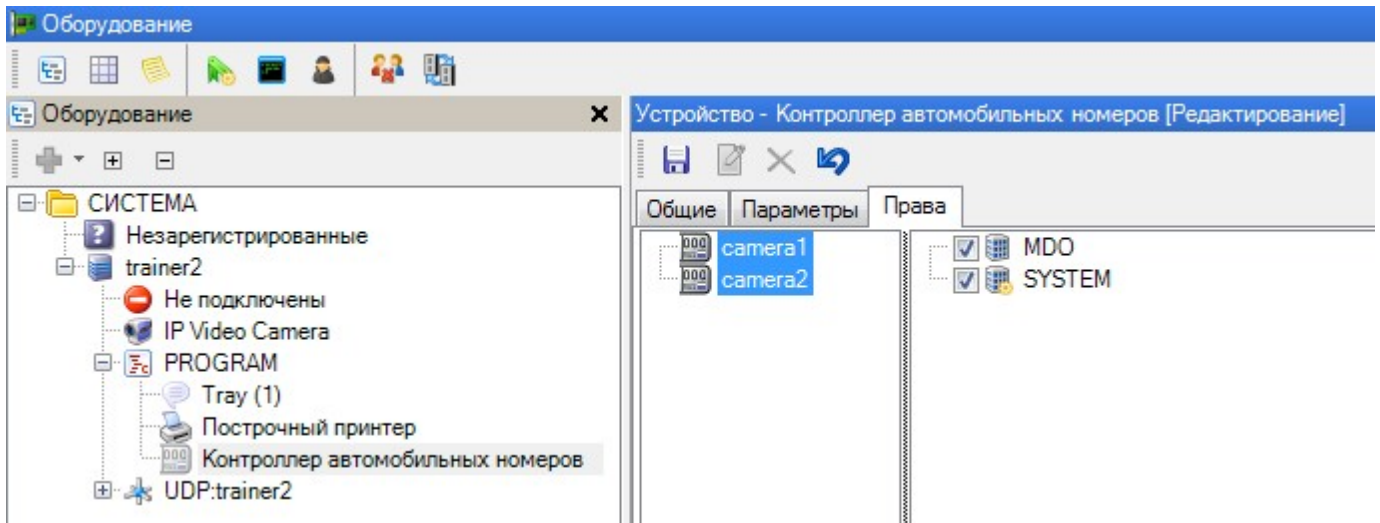 Оборудование
Оборудование
СИСТЕМА
Незарегистрированные
trainer2
Не подключены
IP Video Camera
PROGRAM
Tray (1)
Построчный принтер
Контроллер автомобильных номеров
UDP:trainer2
Устройство - Контроллер автомобильных номеров [Редактирование]
Общие Параметры Права
camera1
camera2
MDO
SYSTEM